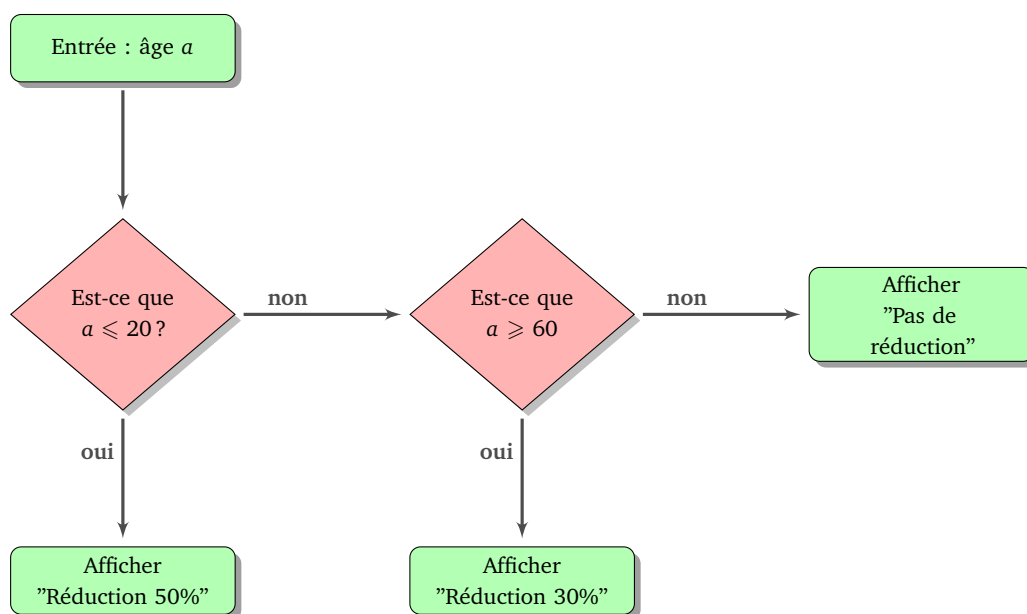 Entrée : âge a
Est-ce que
a ⩽ 20 ?
non
Est-ce que
a ⩾ 60
non
Afficher
”Pas de
réduction”
oui
oui
Afficher
”Réduction 50%”
Afficher
”Réduction 30%”